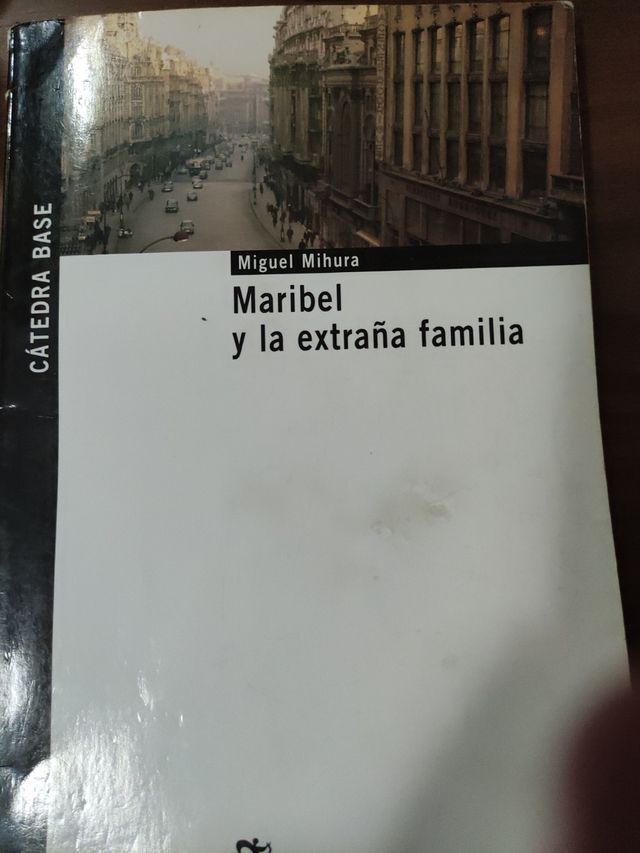 CÁTEDRA BASE
Miguel Mihura
Maribel
y la extraña familia